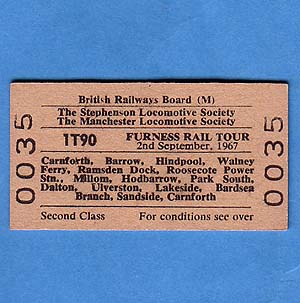 British Railways Board (M)
The Stephenson Locomotive Society
The Manchester Locomotive Society
1T90 FURNESS RAIL TOUR
2nd September, 1967
Carnforth, Barrow, Hindpool, Walney
Ferry, Ramsden Dock, Roosecote Power
Stn., Millom, Hodbarrow, Park South,
Dalton, Ulverston, Lakeside, Bardsea
Branch, Sandside, Carnforth
Second Class For conditions see over
0035
0035